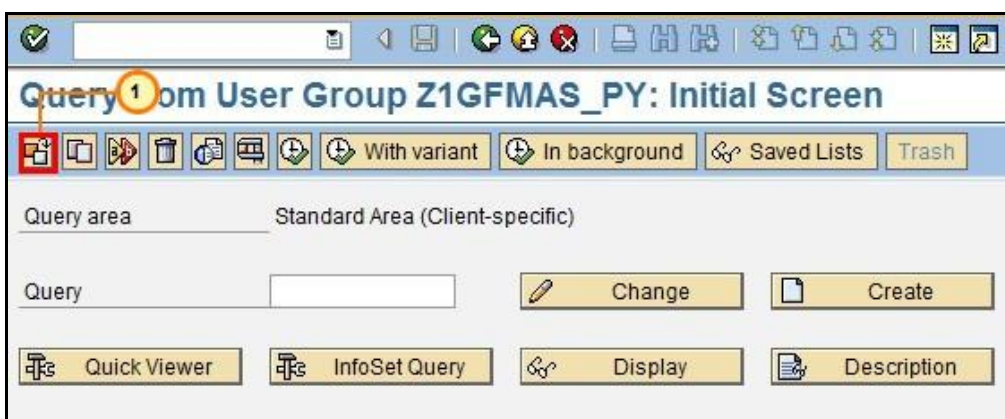 Query 1 om User Group Z1GFMAS_PY: Initial Screen
With variant In background Saved Lists Trash
Query area Standard Area (Client-specific)
Query Change Create
Quick Viewer InfoSet Query Display Description